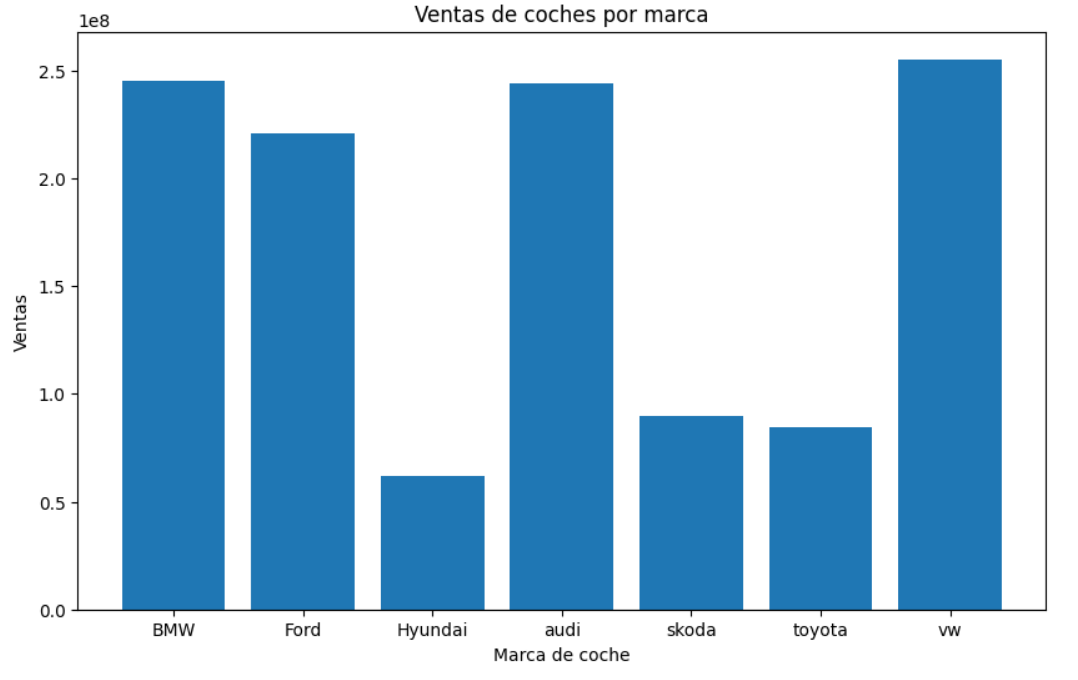 Ventas de coches por marca
1e8
2.5
2.0
1.5
1.0
0.5
0.0
Ventas
BMW Ford Hyundai audi skoda toyota vw
Marca de coche